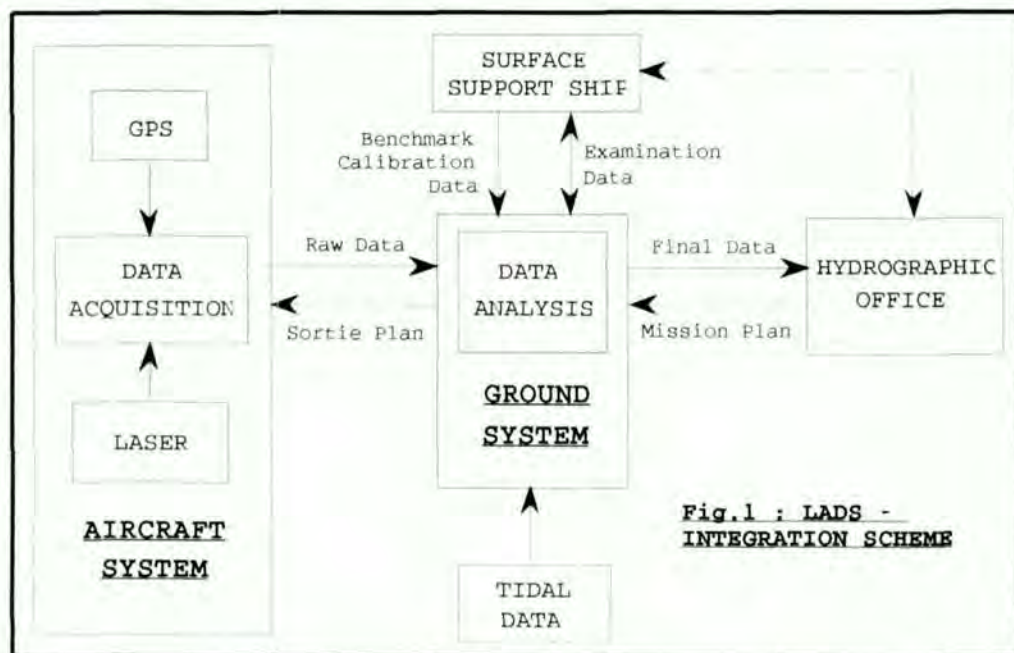 SURFACE
SUPPORT SHIP
GPS
Benchmark
Calibration
Data
Examination
Data
Raw Data
Final Data
DATA
ACQUISITION
DATA
ANALYSIS
HYDROGRAPHIC
OFFICE
Sortie Plan
Mission Plan
GROUND
SYSTEM
LASER
AIRCRAFT
SYSTEM
Fig.1 : LADS -
INTEGRATION SCHEME
TIDAL
DATA